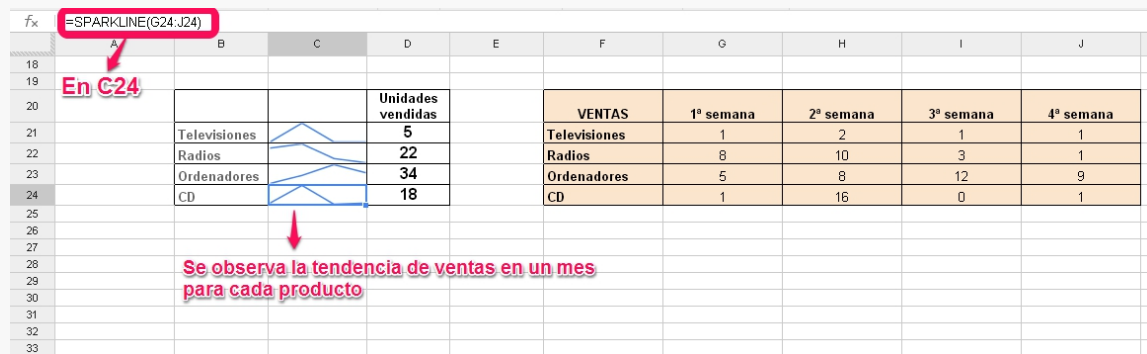 fx =SPARKLINE(G24:J24)
A B C D E F G H I J
18
19
En C24
20 Unidades vendidas VENTAS 1ª semana 2ª semana 3ª semana 4ª semana
21 Televisiones 5 Televisiones 1 2 1 1
22 Radios 22 Radios 8 10 3 1
23 Ordenadores 34 Ordenadores 5 8 12 9
24 CD 18 CD 1 16 0 1
25
26
27
28
Se observa la tendencia de ventas en un mes
29
para cada producto
30
31
32
33